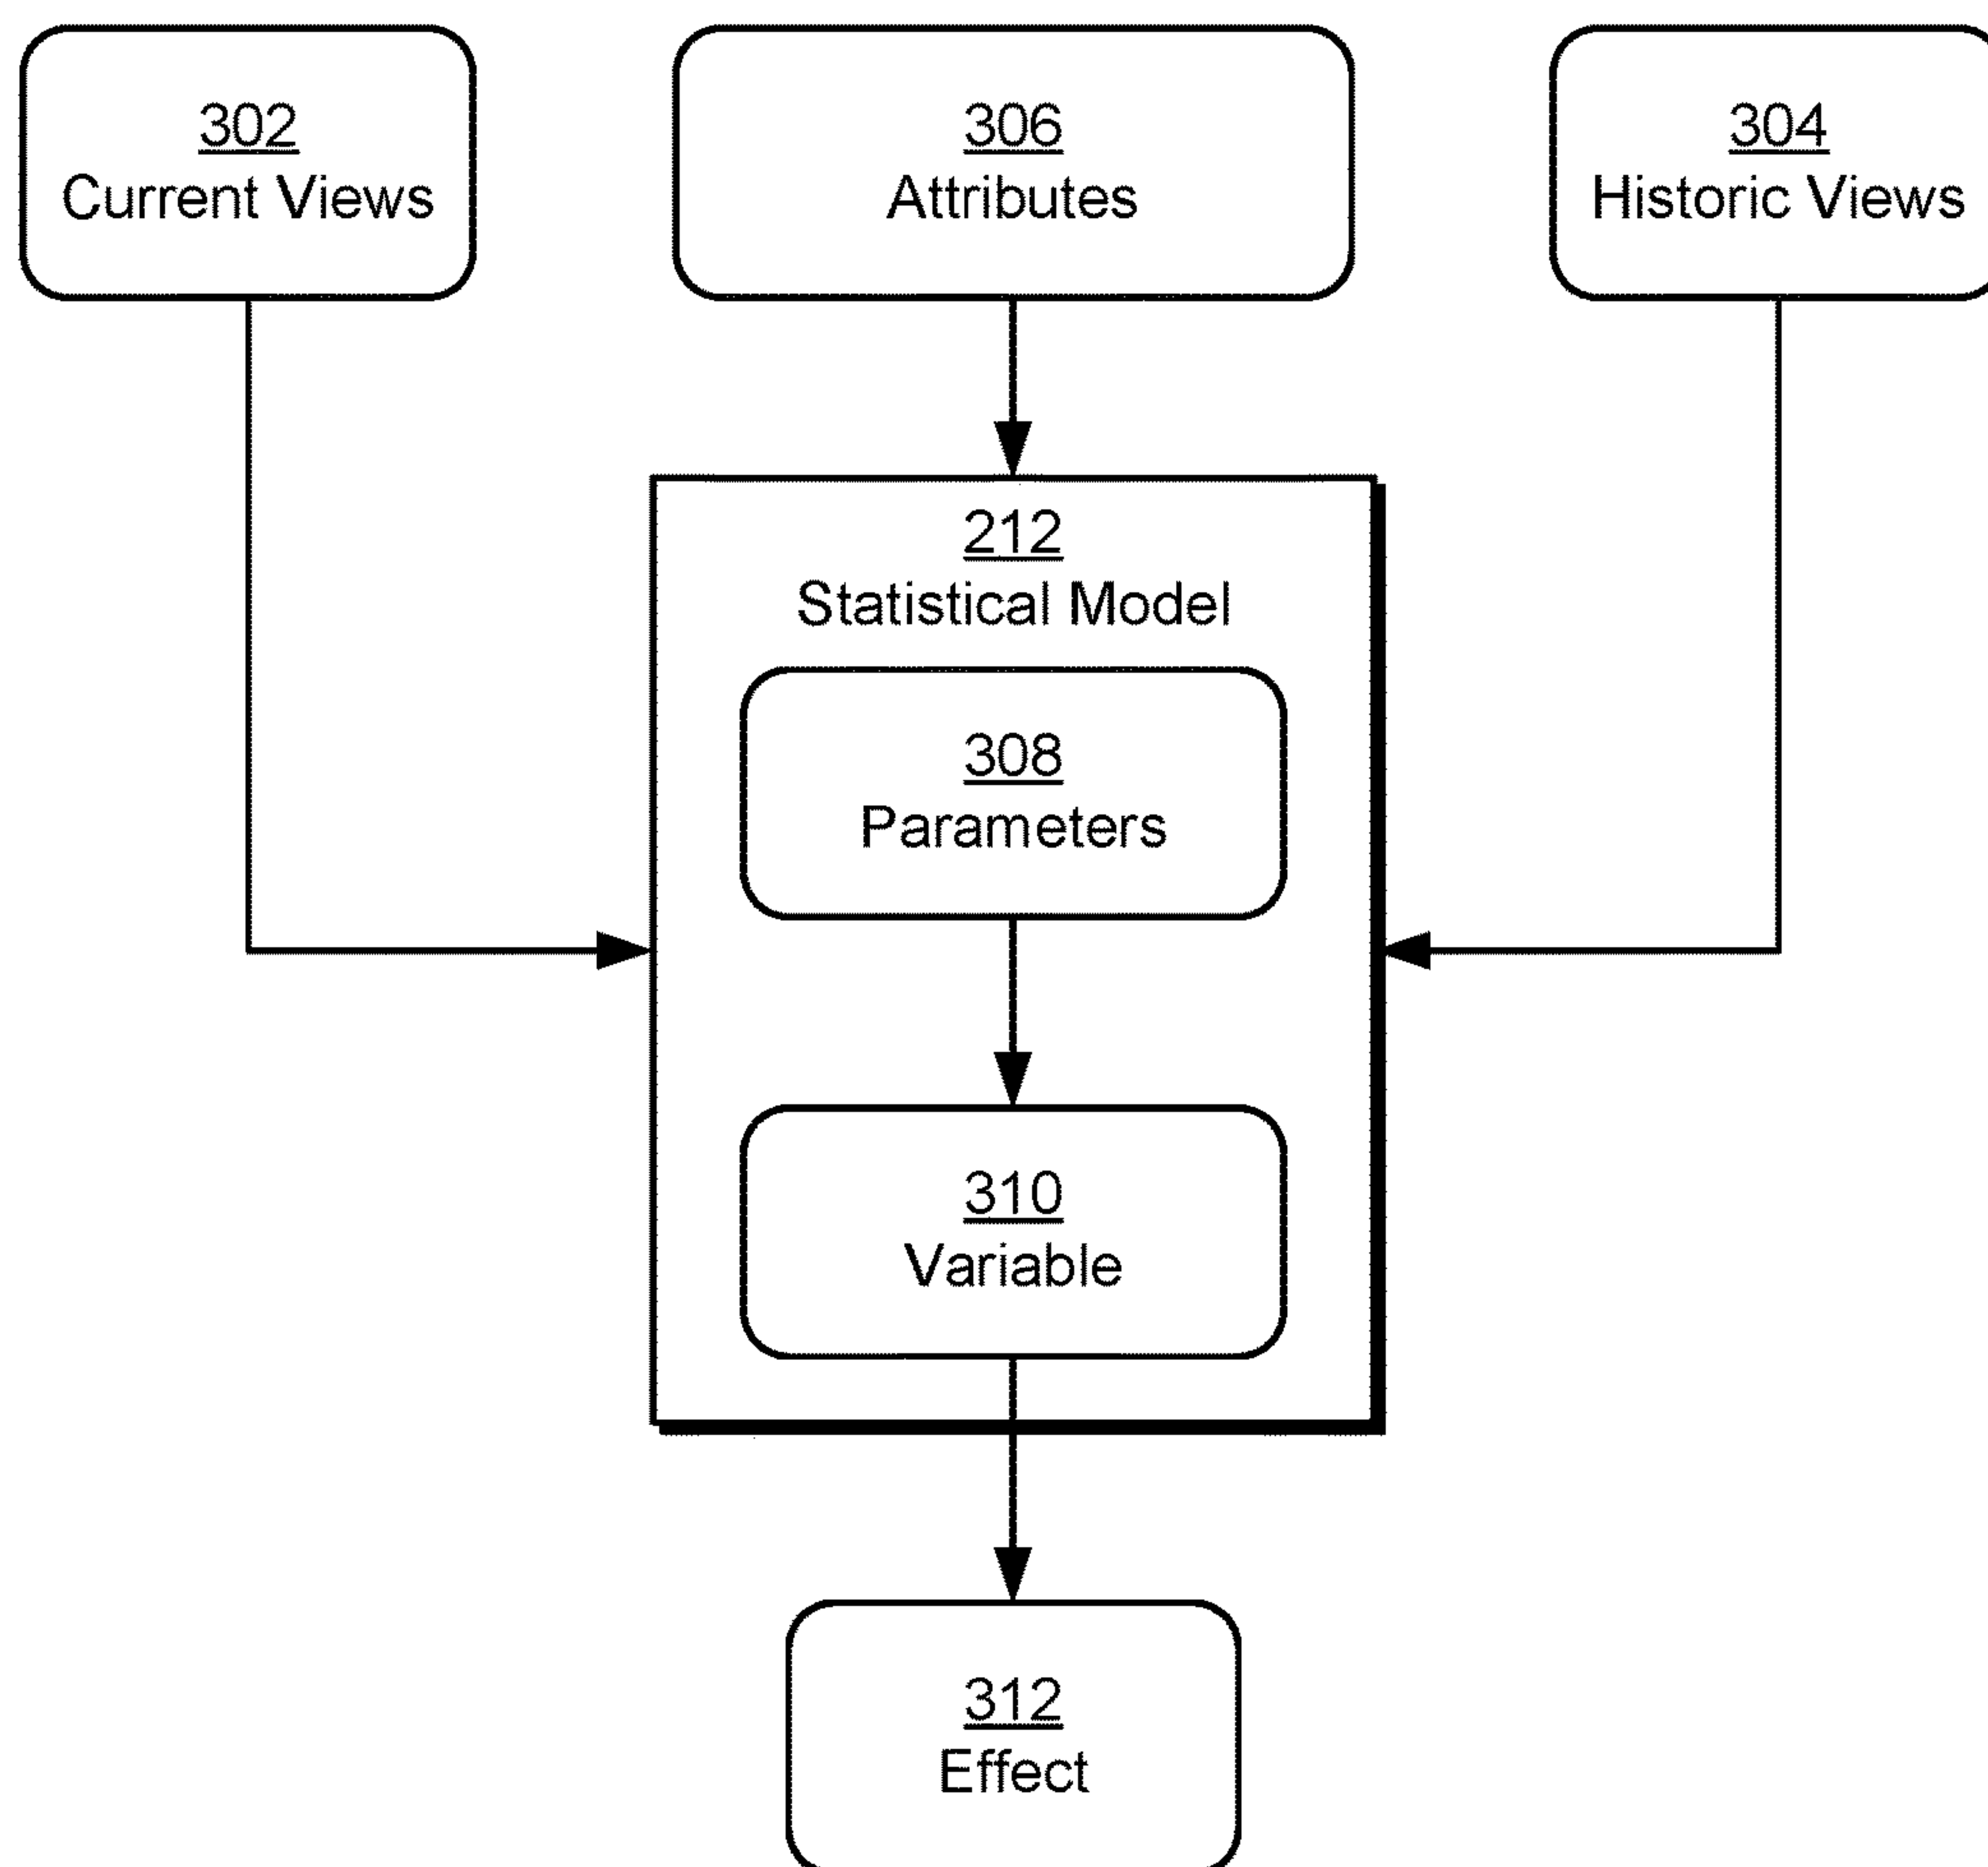 302
Current Views
306
Attributes
304
Historic Views
212
Statistical Model
308
Parameters
310
Variable
312
Effect